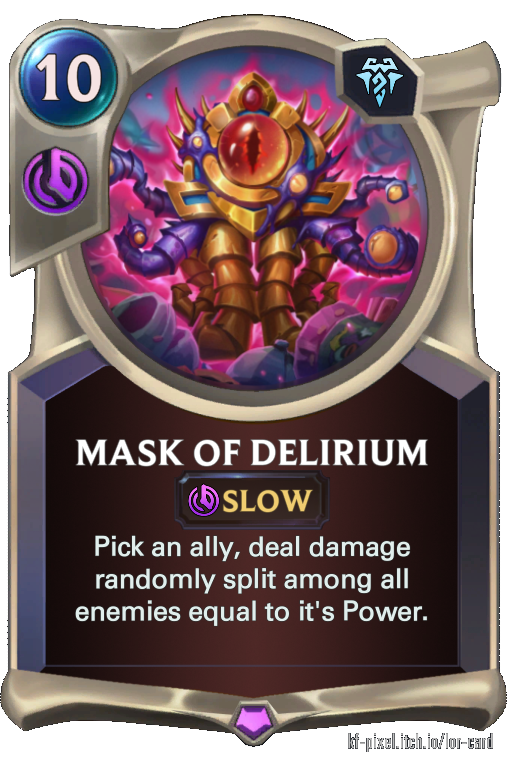 10
MASK OF DELIRIUM
SLOW
Pick an ally, deal damage
randomly split among all
enemies equal to it's Power.
kf-pixel.itch.io/lor-card